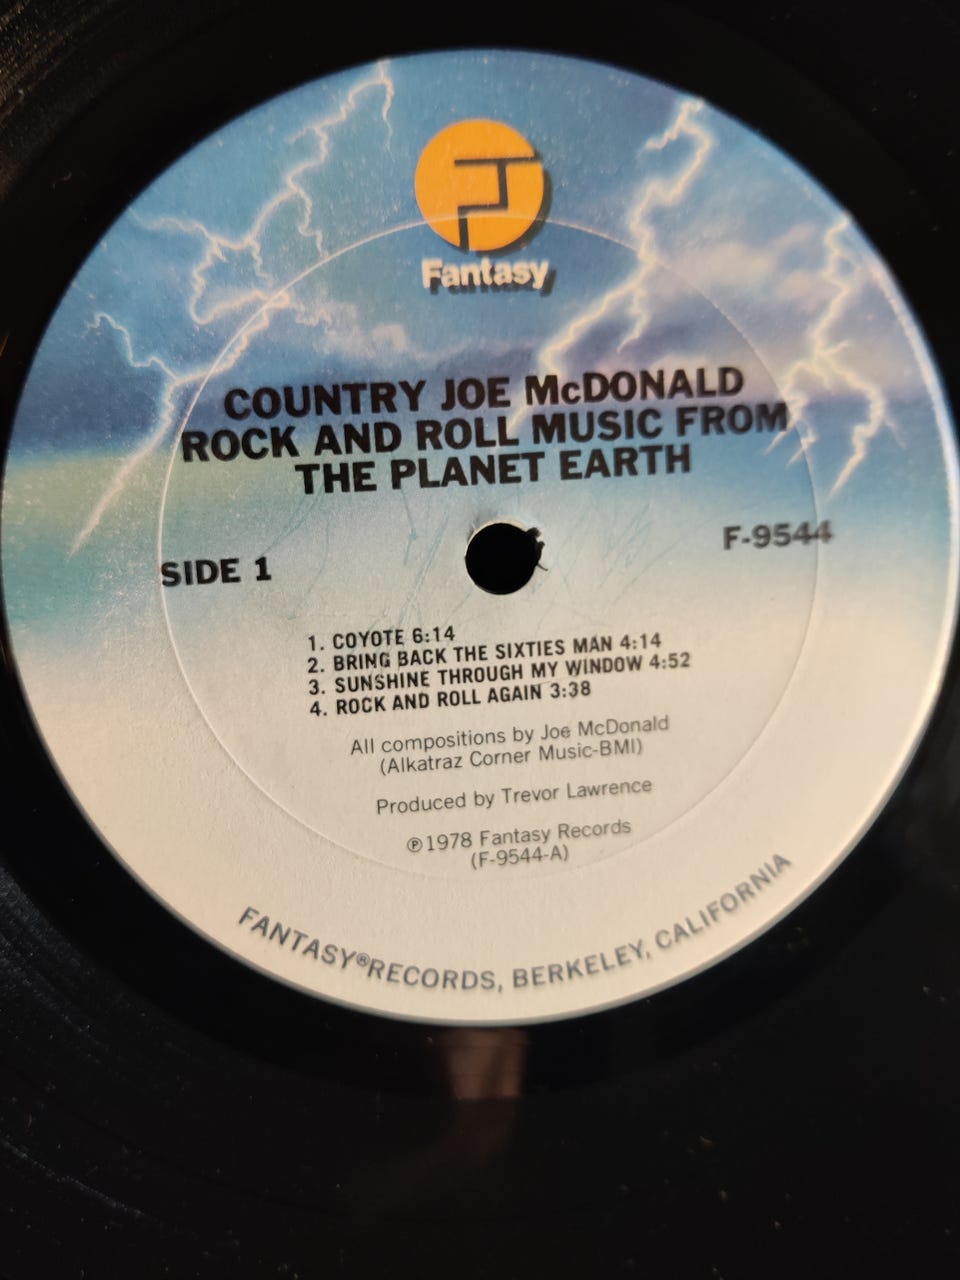 Fantasy
COUNTRY JOE McDONALD
ROCK AND ROLL MUSIC FROM
THE PLANET EARTH
SIDE 1
F-9544
1. COYOTE 6:14
2. BRING BACK THE SIXTIES MAN 4:14
3. SUNSHINE THROUGH MY WINDOW 4:52
4. ROCK AND ROLL AGAIN 3:38
All compositions by Joe McDonald
(Alkatraz Corner Music-BMI)
Produced by Trevor Lawrence
℗1978 Fantasy Records
(F-9544-A)
FANTASY®RECORDS, BERKELEY, CALIFORNIA